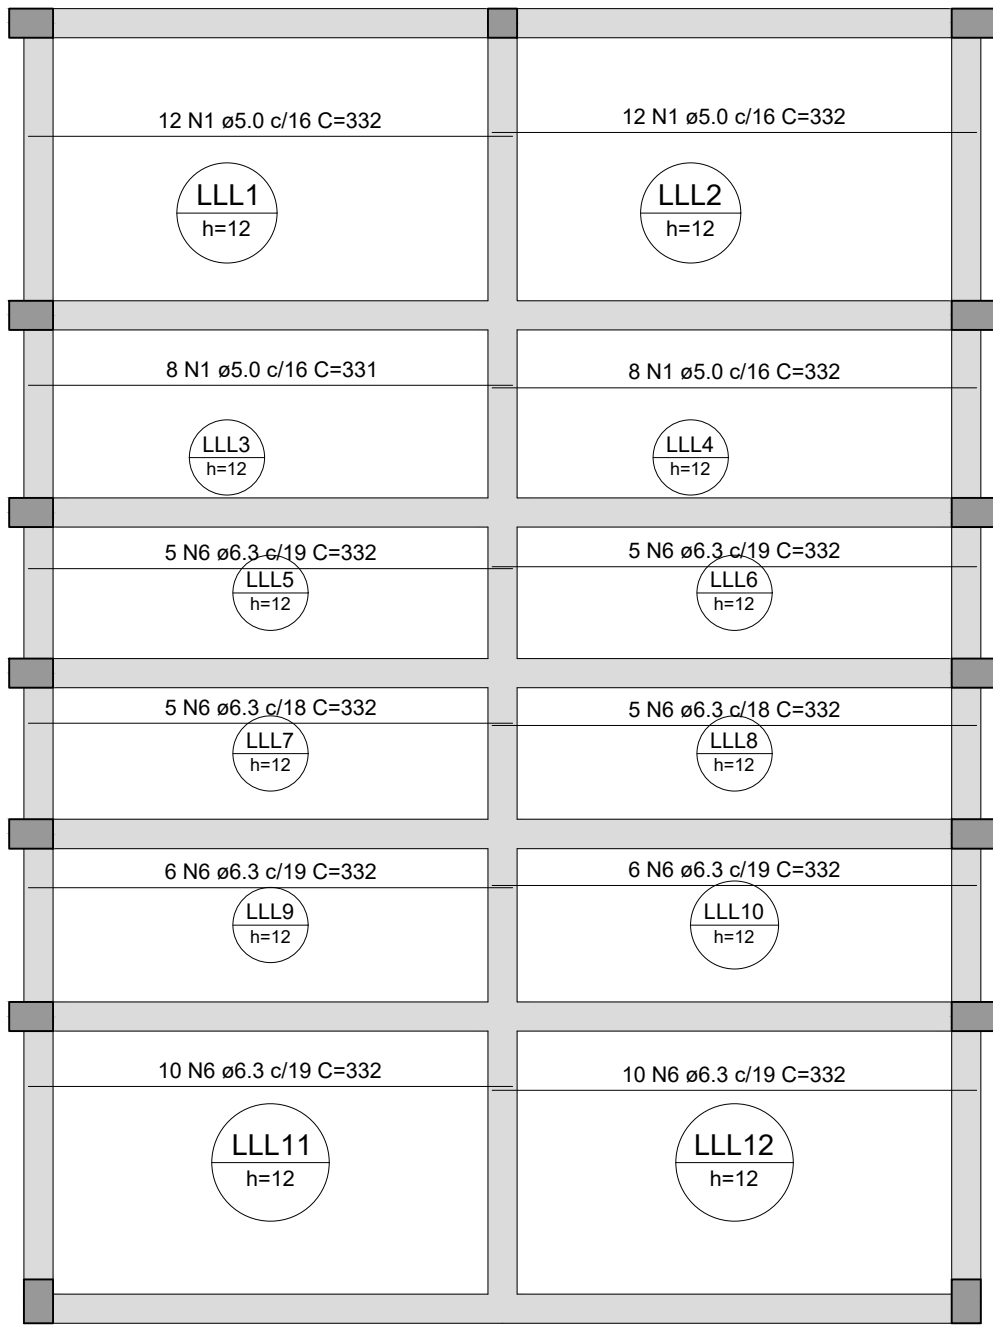 12 N1 ø5.0 c/16 C=332
12 N1 ø5.0 c/16 C=332
LLL1
h=12
LLL2
h=12
8 N1 ø5.0 c/16 C=331
8 N1 ø5.0 c/16 C=332
LLL3
h=12
LLL4
h=12
5 N6 ø6.3 c/19 C=332
5 N6 ø6.3 c/19 C=332
LLL5
h=12
LLL6
h=12
5 N6 ø6.3 c/18 C=332
5 N6 ø6.3 c/18 C=332
LLL7
h=12
LLL8
h=12
6 N6 ø6.3 c/19 C=332
6 N6 ø6.3 c/19 C=332
LLL9
h=12
LLL10
h=12
10 N6 ø6.3 c/19 C=332
10 N6 ø6.3 c/19 C=332
LLL11
h=12
LLL12
h=12